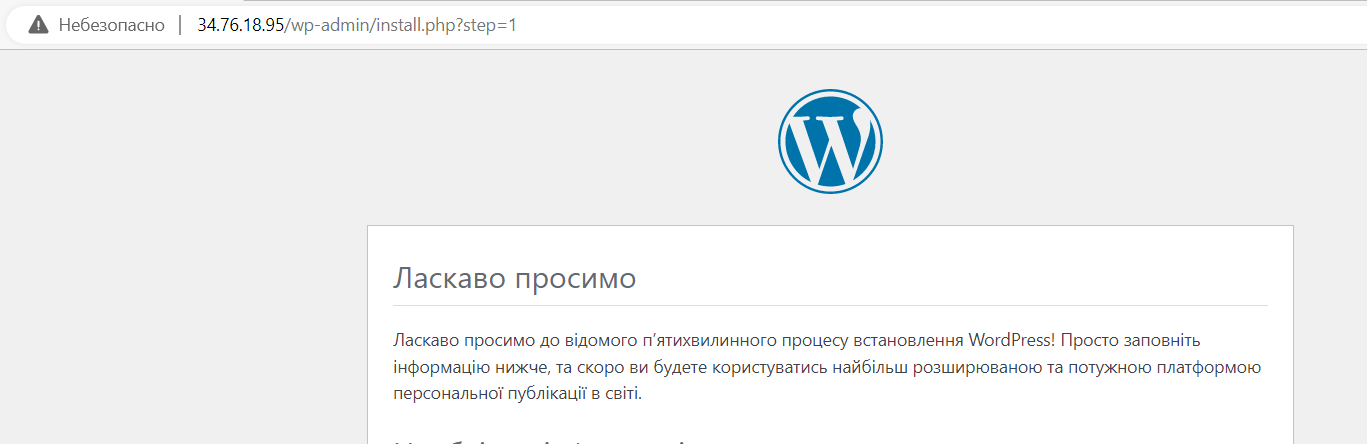 Небезопасно | 34.76.18.95/wp-admin/install.php?step=1
Ласкаво просимо
Ласкаво просимо до відомого п’ятихвилинного процесу встановлення WordPress! Просто заповніть
інформацію нижче, та скоро ви будете користуватись найбільш розширюваною та потужною платформою
персональної публікації в світі.